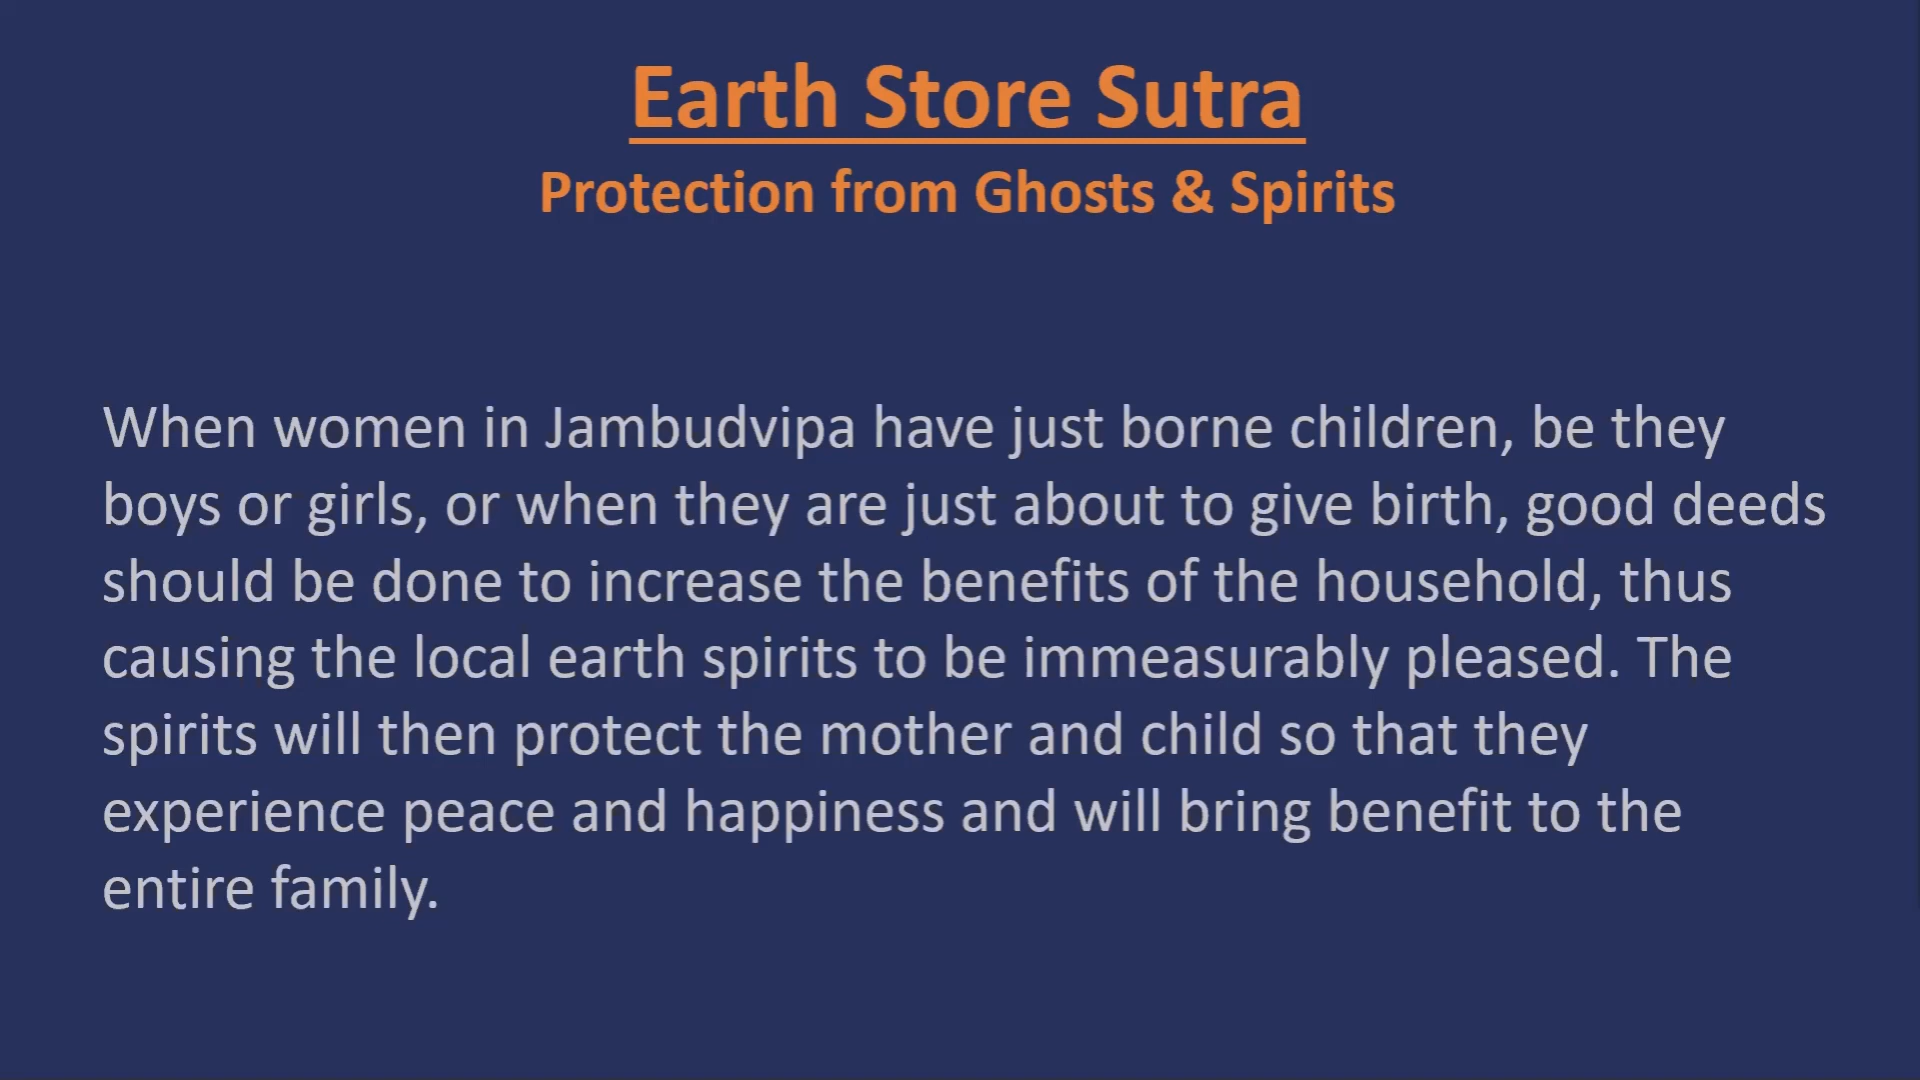 Earth Store Sutra
Protection from Ghosts & Spirits
When women in Jambudvipa have just borne children, be they
boys or girls, or when they are just about to give birth, good deeds
should be done to increase the benefits of the household, thus
causing the local earth spirits to be immeasurably pleased. The
spirits will then protect the mother and child so that they
experience peace and happiness and will bring benefit to the
entire family.